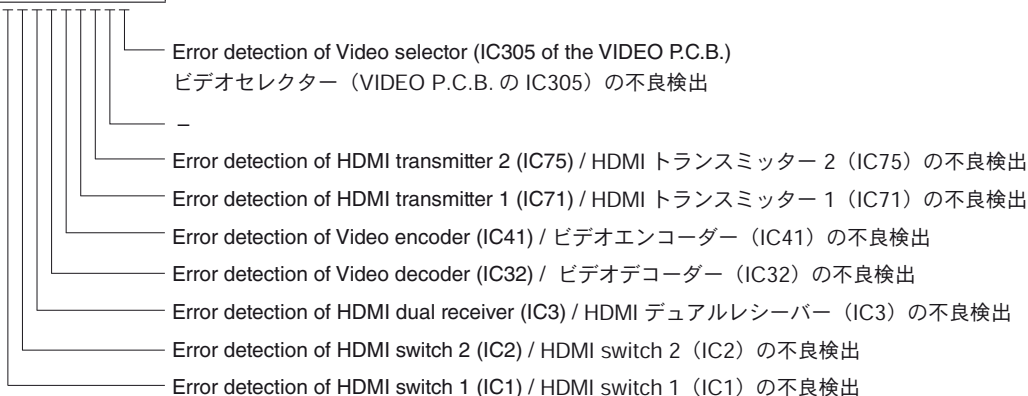 Error detection of Video selector (IC305 of the VIDEO P.C.B.)
ビデオセレクター（VIDEO P.C.B. の IC305）の不良検出
–
Error detection of HDMI transmitter 2 (IC75) / HDMI トランスミッター 2（IC75）の不良検出
Error detection of HDMI transmitter 1 (IC71) / HDMI トランスミッター 1（IC71）の不良検出
Error detection of Video encoder (IC41) / ビデオエンコーダー（IC41）の不良検出
Error detection of Video decoder (IC32) / ビデオデコーダー（IC32）の不良検出
Error detection of HDMI dual receiver (IC3) / HDMI デュアルレシーバー（IC3）の不良検出
Error detection of HDMI switch 2 (IC2) / HDMI switch 2（IC2）の不良検出
Error detection of HDMI switch 1 (IC1) / HDMI switch 1（IC1）の不良検出